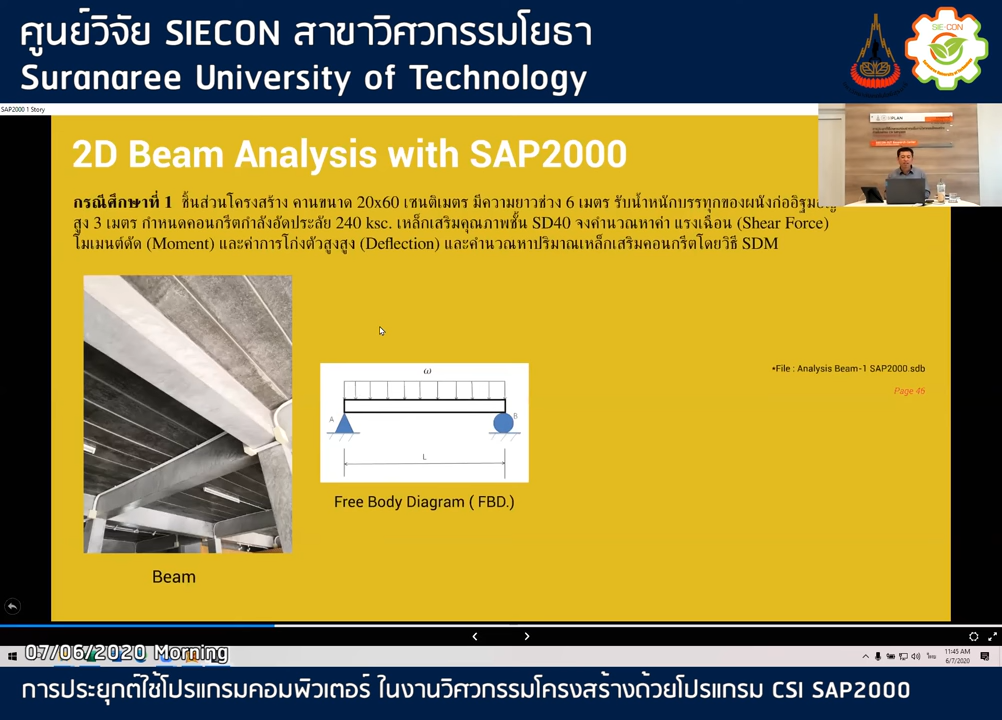 ศูนย์วิจัย SIECON สาขาวิศวกรรมโยธา
Suranaree University of Technology
SIE-CON
SAP2000 1 Story
2D Beam Analysis with SAP2000
กรณีศึกษาที่ 1 ชิ้นส่วนโครงสร้าง คานขนาด 20x60 เซนติเมตร มีความยาวช่วง 6 เมตร รับน้ำหนักบรรทุกของผนังก่ออิฐมอญ
สูง 3 เมตร กำหนดคอนกรีตกำลังอัดประลัย 240 ksc. เหล็กเสริมคุณภาพชั้น SD40 จงคำนวณหาค่า แรงเฉือน (Shear Force)
โมเมนต์ดัด (Moment) และค่าการโก่งตัวสูงสูง (Deflection) และคำนวณหาปริมาณเหล็กเสริมคอนกรีตโดยวิธี SDM
ω
A
B
L
Free Body Diagram ( FBD.)
Beam
*File : Analysis Beam-1 SAP2000.sdb
Page 46
07/06/2020 Morning
11:45 AM
6/7/2020
การประยุกต์ใช้โปรแกรมคอมพิวเตอร์ ในงานวิศวกรรมโครงสร้างด้วยโปรแกรม CSI SAP2000